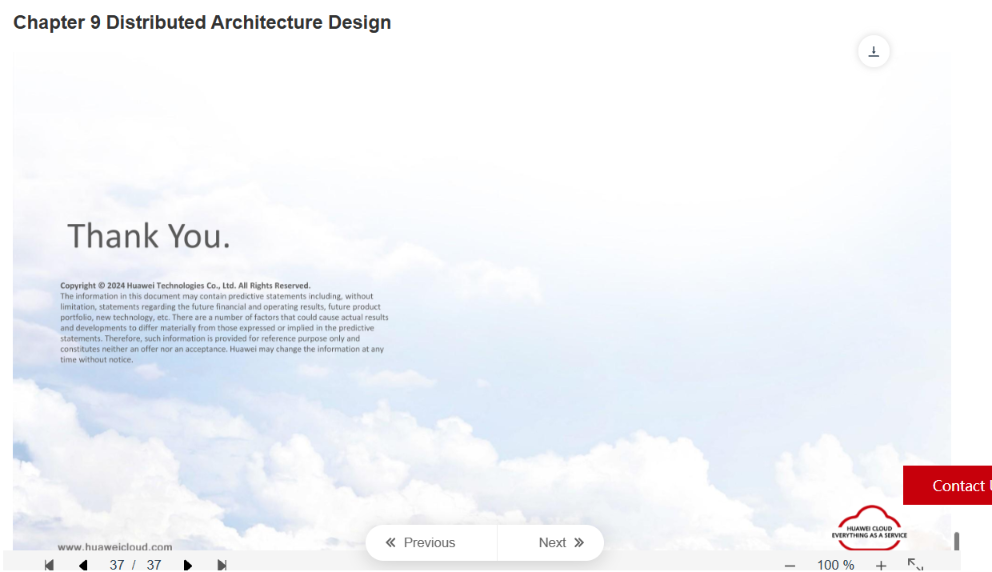 Chapter 9 Distributed Architecture Design
Thank You.
Copyright © 2024 Huawei Technologies Co., Ltd. All Rights Reserved.
The information in this document may contain predictive statements including, without
limitation, statements regarding the future financial and operating results, future product
portfolio, new technology, etc. There are a number of factors that could cause actual results
and developments to differ materially from those expressed or implied in the predictive
statements. Therefore, such information is provided for reference purpose only and
constitutes neither an offer nor an acceptance. Huawei may change the information at any
time without notice.
Contact U
HUAWEI CLOUD
EVERYTHING AS A SERVICE
www.huaweicloud.com
Previous
Next
37 / 37
100 %